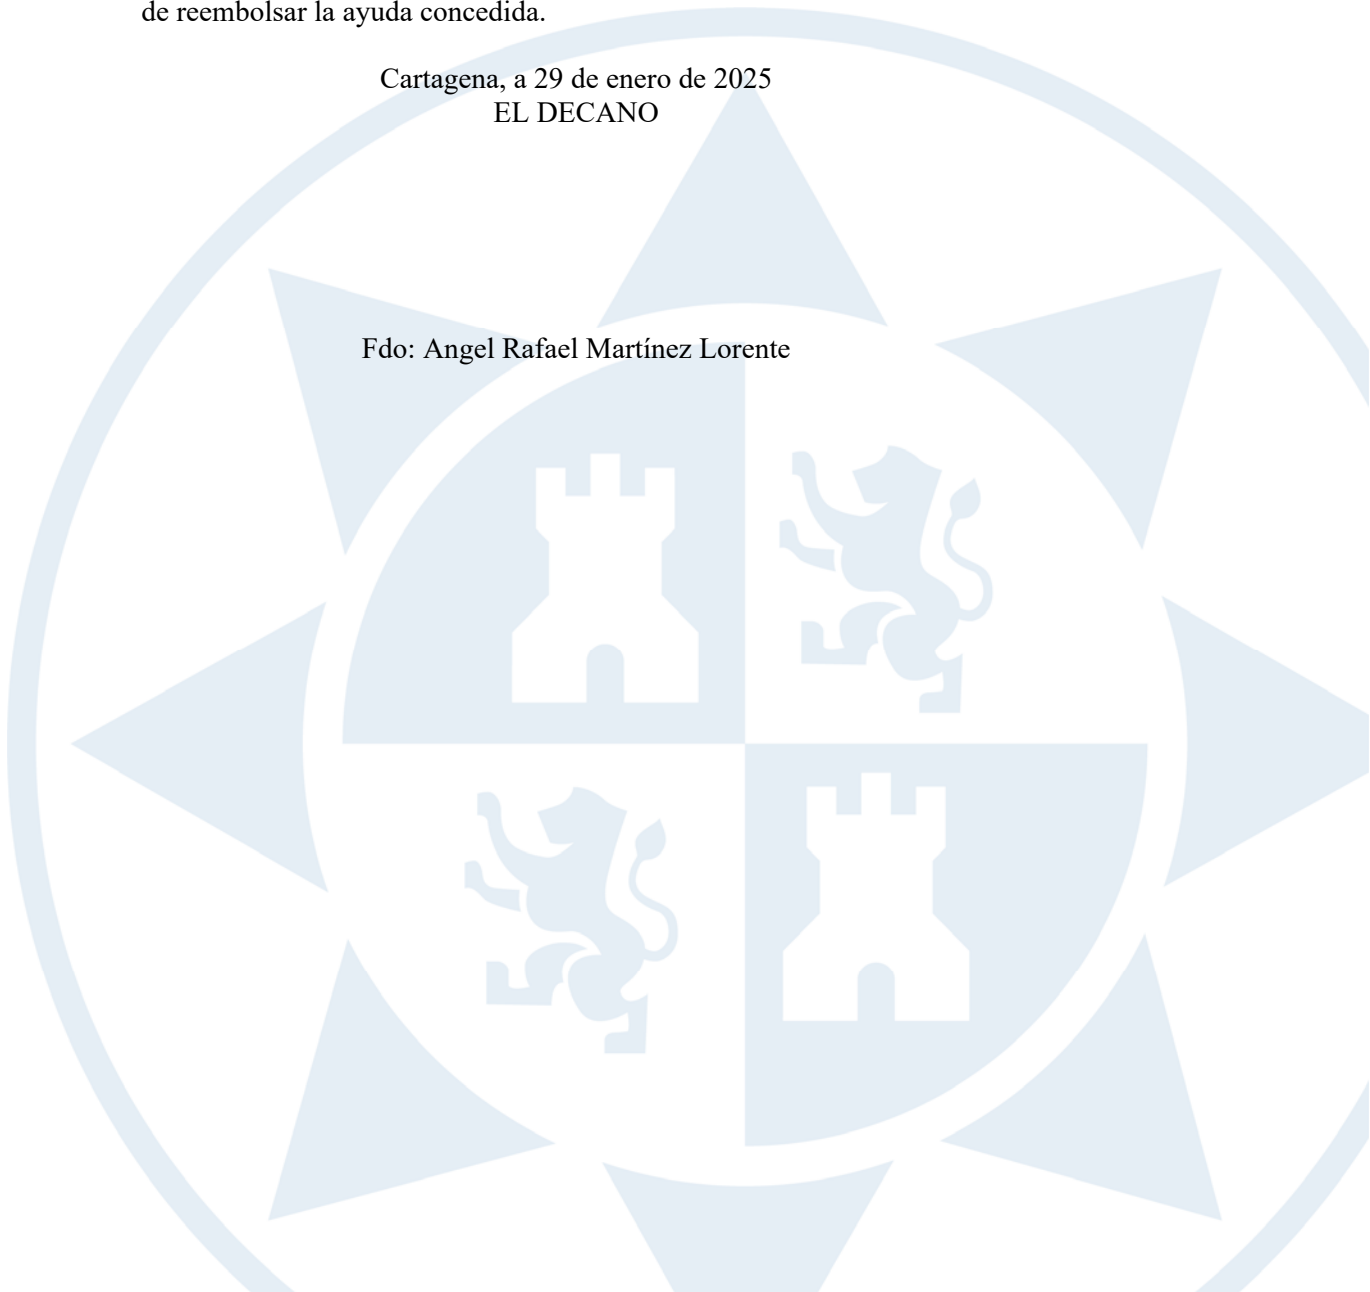 de reembolsar la ayuda concedida.
Cartagena, a 29 de enero de 2025
EL DECANO
Fdo: Angel Rafael Martínez Lorente